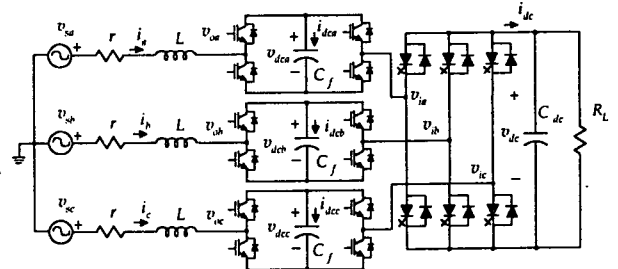 v_sa + r i_a L v_oa + v_dca − i_dca C_f
v_sb + r i_b L v_ob + v_dcb − i_dcb C_f
v_sc + r i_c L v_oc + v_dcc − i_dcc C_f
v_ia
v_ib
v_ic
i_dc
+
v_dc
−
C_dc
R_L